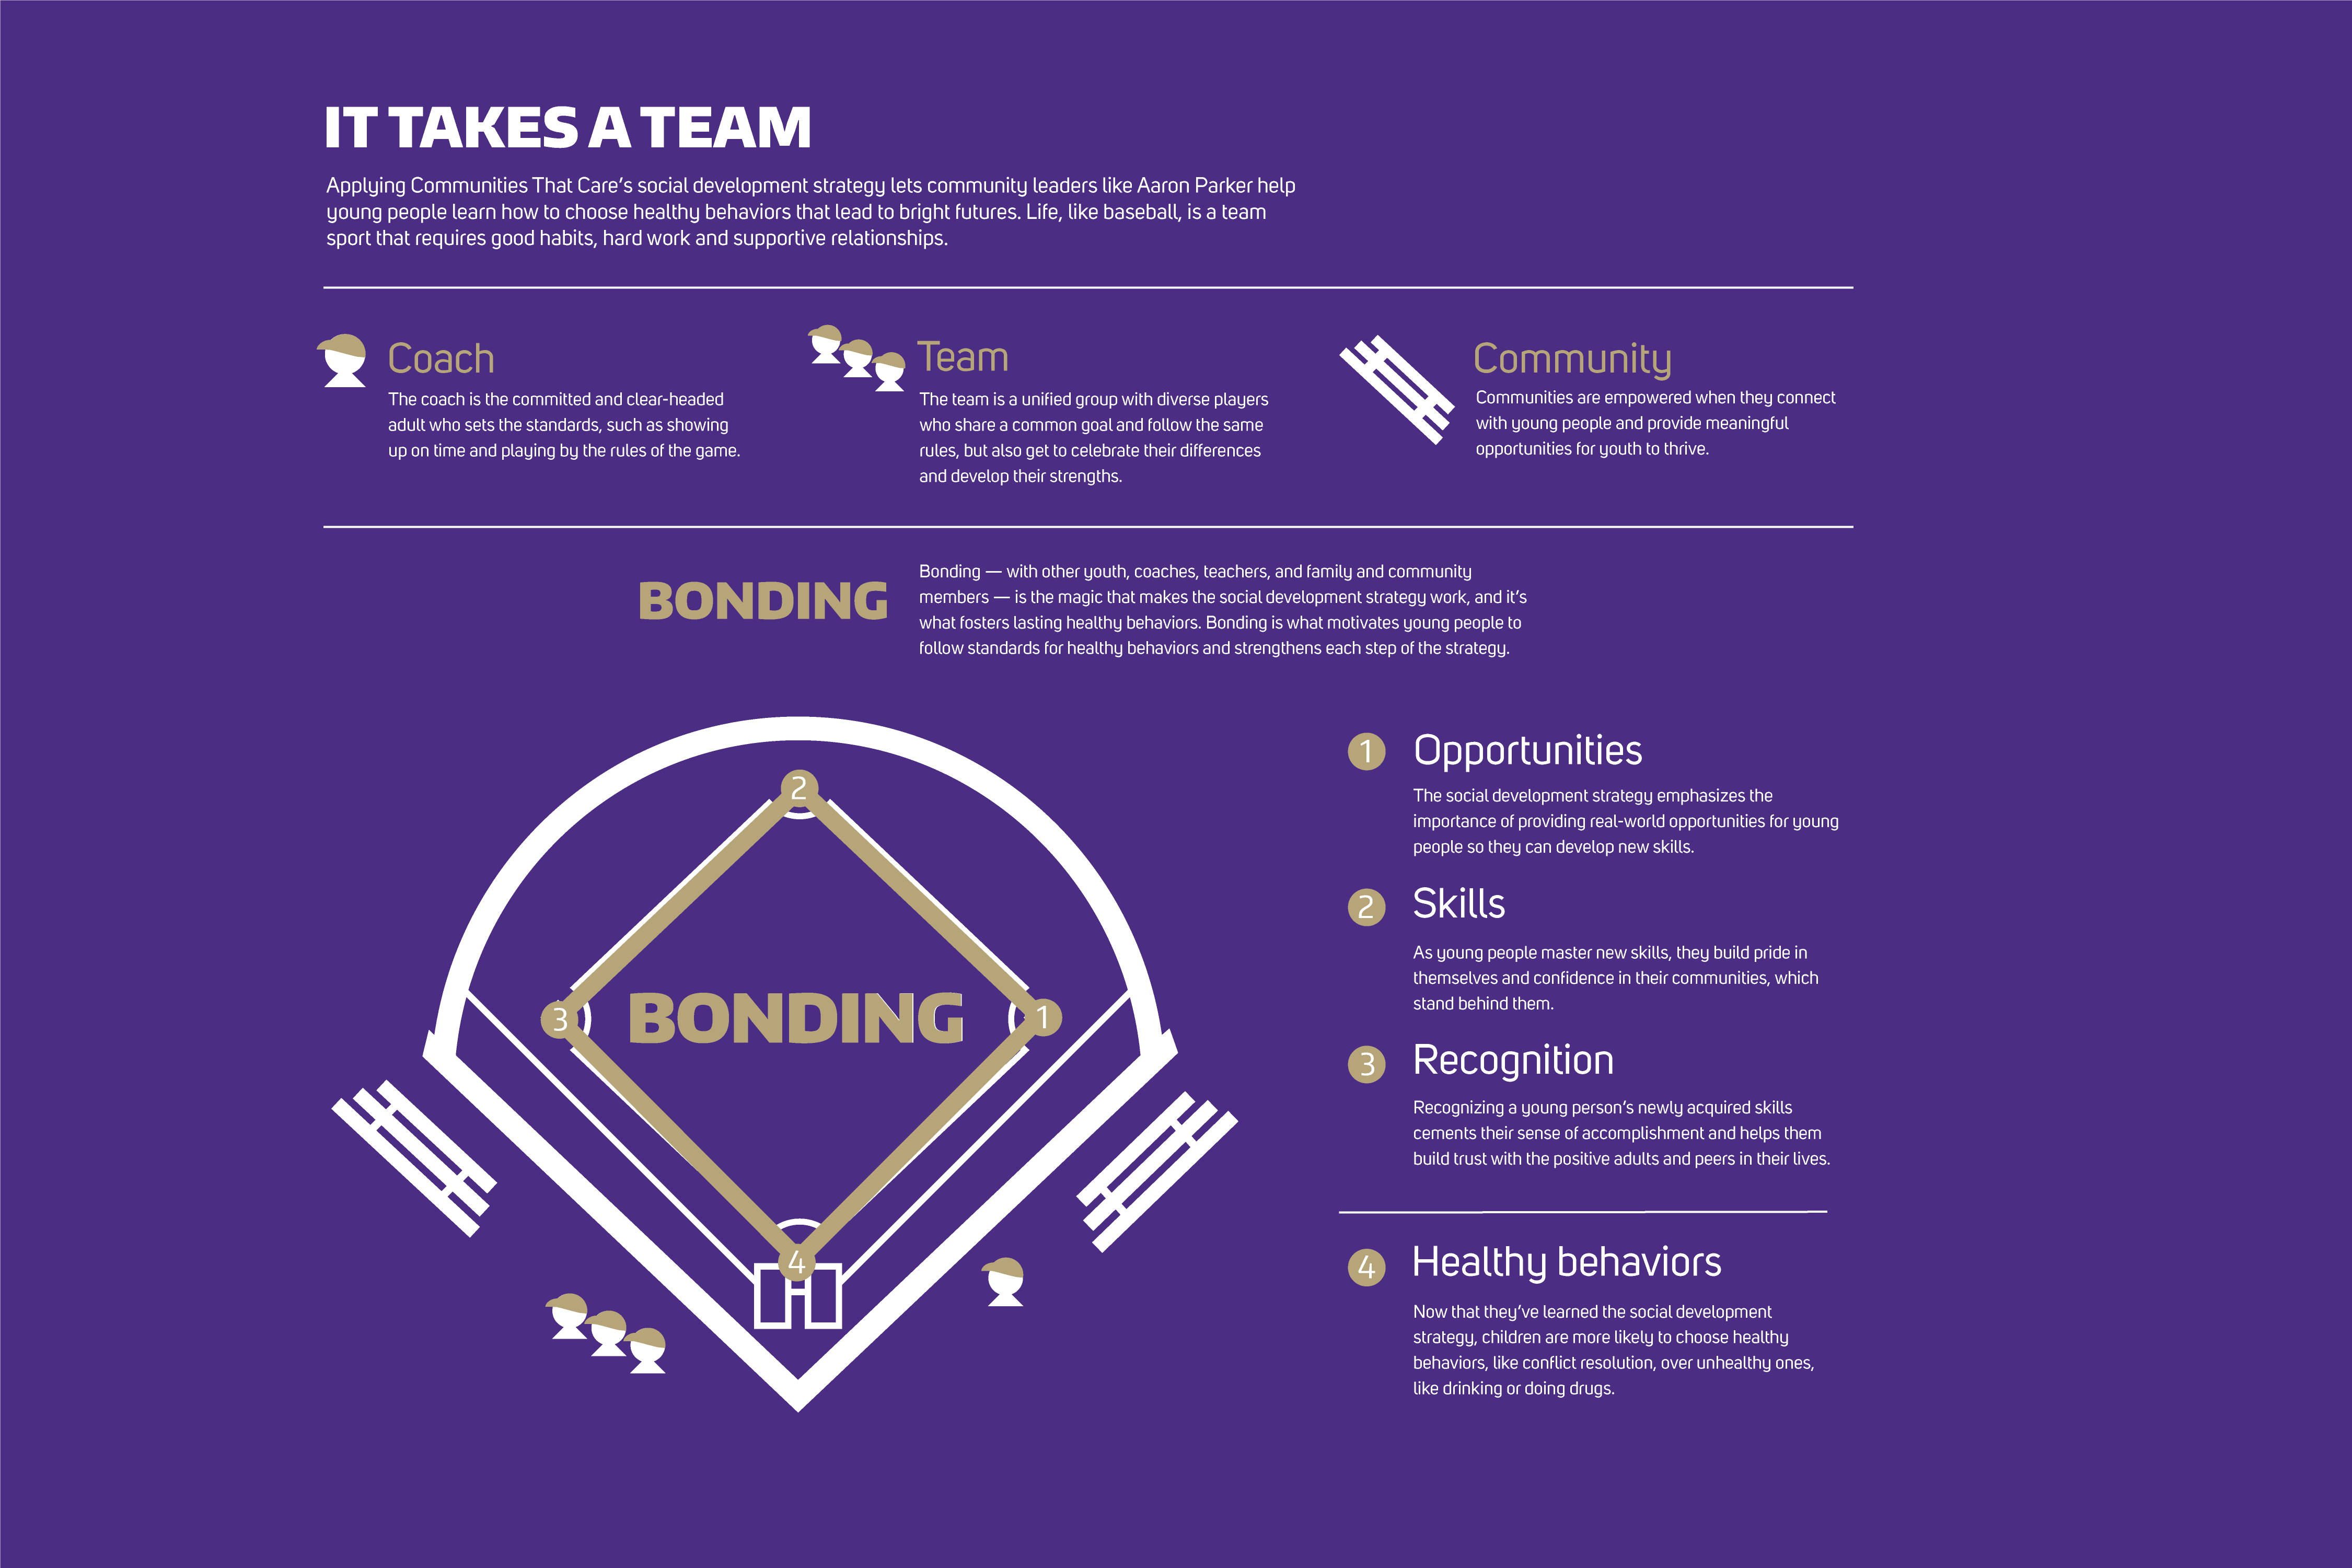 IT TAKES A TEAM
Applying Communities That Care's social development strategy lets community leaders like Aaron Parker help
young people learn how to choose healthy behaviors that lead to bright futures. Life, like baseball, is a team
sport that requires good habits, hard work and supportive relationships.
Coach
The coach is the committed and clear-headed
adult who sets the standards, such as showing
up on time and playing by the rules of the game.
Team
The team is a unified group with diverse players
who share a common goal and follow the same
rules, but also get to celebrate their differences
and develop their strengths.
Community
Communities are empowered when they connect
with young people and provide meaningful
opportunities for youth to thrive.
BONDING
Bonding — with other youth, coaches, teachers, and family and community
members — is the magic that makes the social development strategy work, and it's
what fosters lasting healthy behaviors. Bonding is what motivates young people to
follow standards for healthy behaviors and strengthens each step of the strategy.
2
3
BONDING
1
4
1
Opportunities
The social development strategy emphasizes the
importance of providing real-world opportunities for young
people so they can develop new skills.
2
Skills
As young people master new skills, they build pride in
themselves and confidence in their communities, which
stand behind them.
3
Recognition
Recognizing a young person's newly acquired skills
cements their sense of accomplishment and helps them
build trust with the positive adults and peers in their lives.
4
Healthy behaviors
Now that they've learned the social development
strategy, children are more likely to choose healthy
behaviors, like conflict resolution, over unhealthy ones,
like drinking or doing drugs.